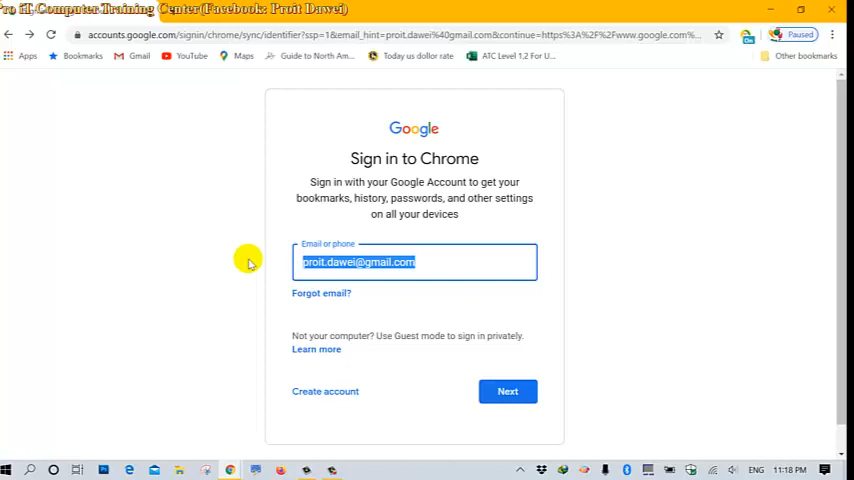 ro iT,Computer Training Center(Facebook: Proit Dawei)
accounts.google.com/signin/chrome/sync/identifier?ssp=1&email_hint=proit.dawei%40gmail.com&continue=https%3A%2F%2Fwww.google.com%...
On
Paused
Apps
Bookmarks
Gmail
YouTube
Maps
Guide to North Am...
Today us dollor rate
ATC Level 1,2 For U...
Other bookmarks
Google
Sign in to Chrome
Sign in with your Google Account to get your
bookmarks, history, passwords, and other settings
on all your devices
Email or phone
proit.dawei@gmail.com
Forgot email?
Not your computer? Use Guest mode to sign in privately.
Learn more
Create account
Next
ENG
11:18 PM